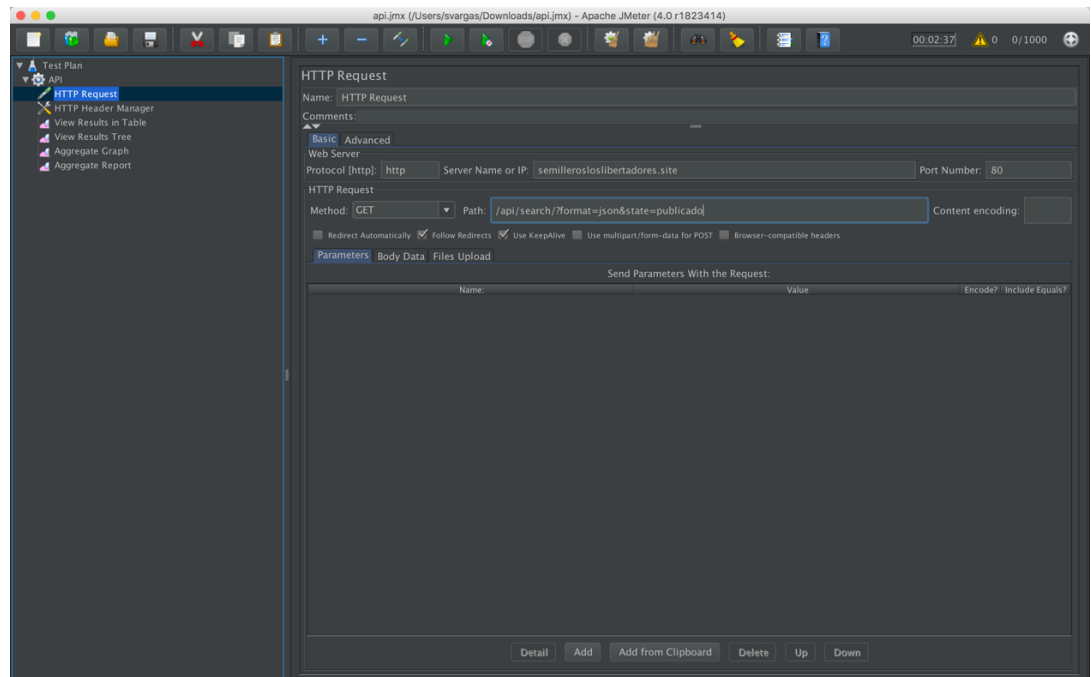 api.jmx (/Users/svargas/Downloads/api.jmx) - Apache JMeter (4.0 r1823414)
00:02:37 0 0/1000
Test Plan
API
HTTP Request
HTTP Header Manager
View Results in Table
View Results Tree
Aggregate Graph
Aggregate Report
HTTP Request
Name: HTTP Request
Comments:
Basic Advanced
Web Server
Protocol [http]: http Server Name or IP: semillerosloslibertadores.site Port Number: 80
HTTP Request
Method: GET Path: /api/search/?format=json&state=publicado Content encoding:
Redirect Automatically Follow Redirects Use KeepAlive Use multipart/form-data for POST Browser-compatible headers
Parameters Body Data Files Upload
Send Parameters With the Request:
Name: Value Encode? Include Equals?
Detail Add Add from Clipboard Delete Up Down